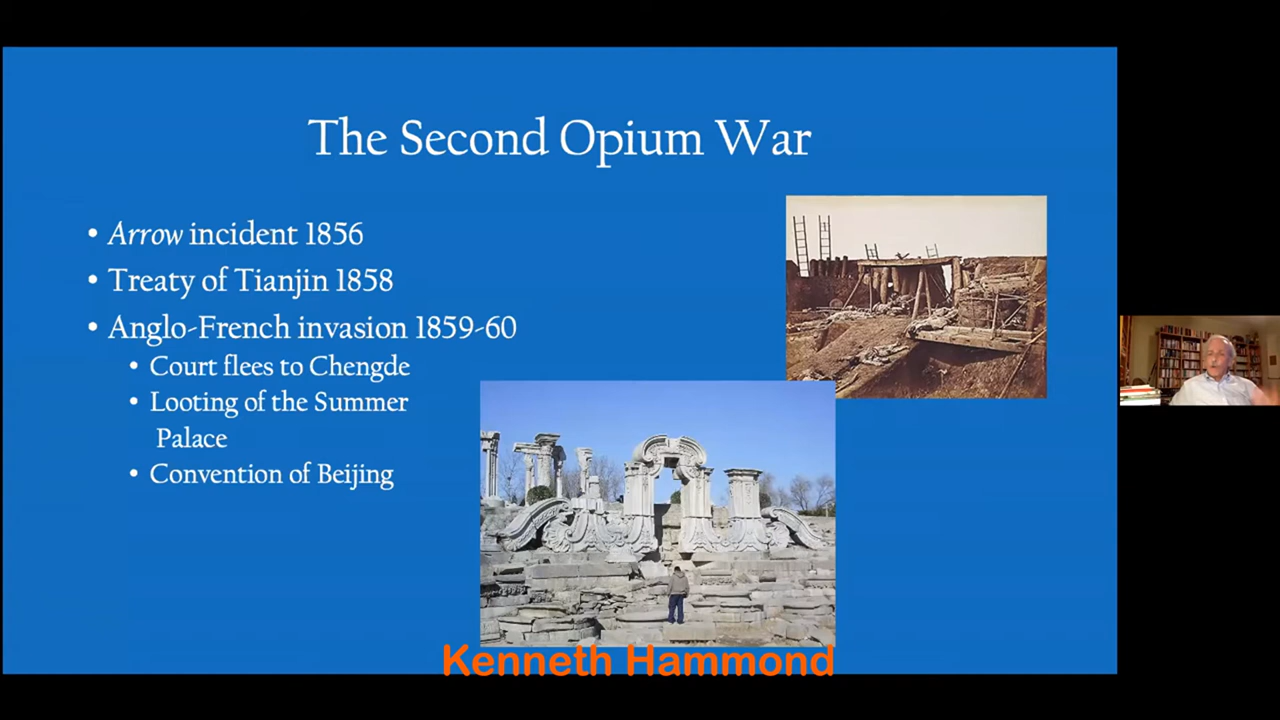 The Second Opium War
• Arrow incident 1856
• Treaty of Tianjin 1858
• Anglo-French invasion 1859-60
• Court flees to Chengde
• Looting of the Summer
Palace
• Convention of Beijing
Kenneth Hammond